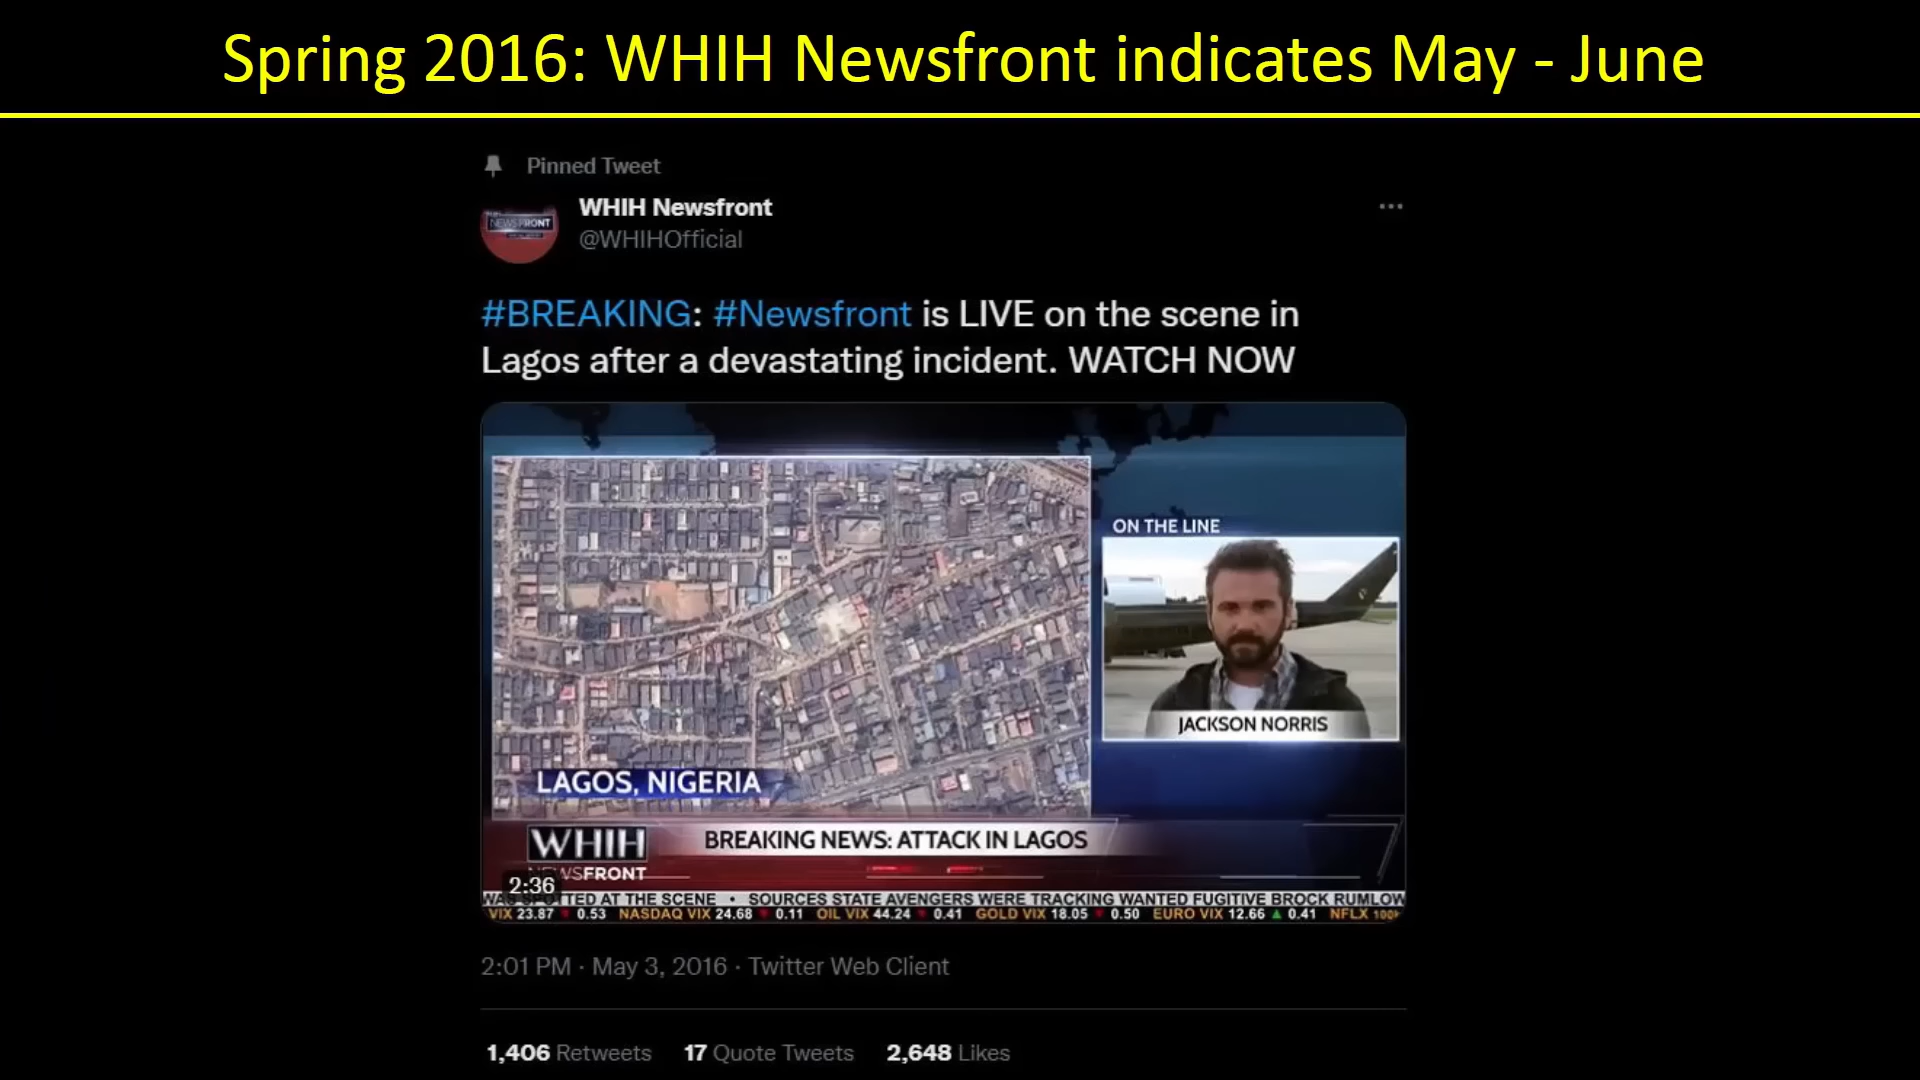 Spring 2016: WHIH Newsfront indicates May - June
Pinned Tweet
WHIH Newsfront
@WHIHOfficial
NEWSFRONT
#BREAKING: #Newsfront is LIVE on the scene in
Lagos after a devastating incident. WATCH NOW
ON THE LINE
JACKSON NORRIS
LAGOS, NIGERIA
WHIH
NEWSFRONT
BREAKING NEWS: ATTACK IN LAGOS
2:36
WAS SPOTTED AT THE SCENE • SOURCES STATE AVENGERS WERE TRACKING WANTED FUGITIVE BROCK RUMLOW
VIX 23.87 ▼ 0.53 NASDAQ VIX 24.68 ▼ 0.11 OIL VIX 44.24 ▼ 0.41 GOLD VIX 18.05 ▼ 0.50 EURO VIX 12.66 ▲ 0.41 NFLX
2:01 PM · May 3, 2016 · Twitter Web Client
1,406 Retweets 17 Quote Tweets 2,648 Likes